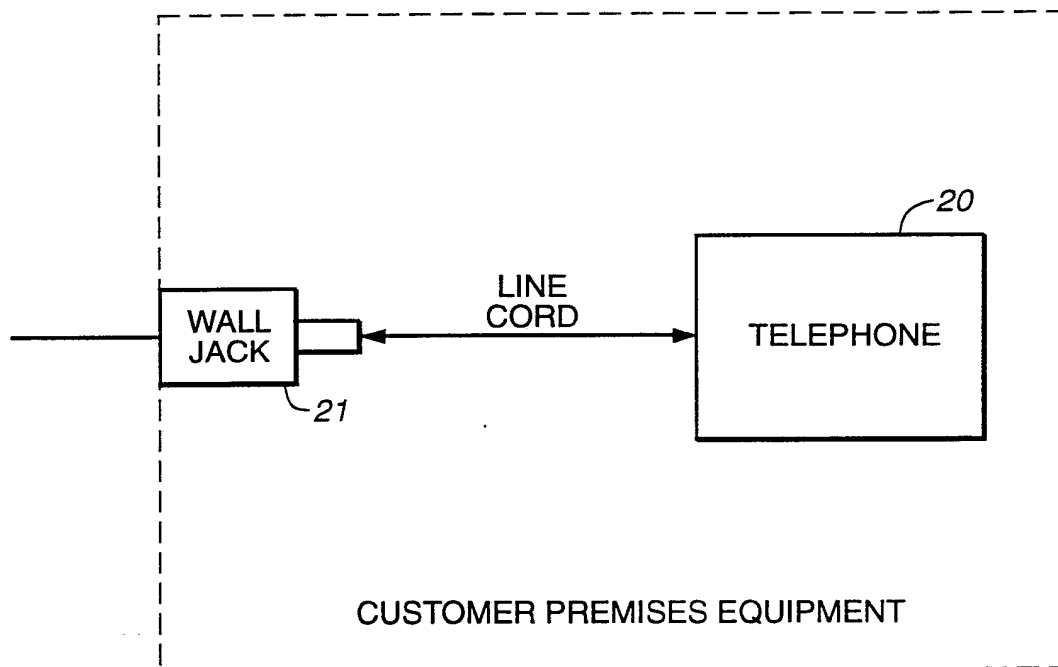 20
LINE
CORD
WALL
JACK
TELEPHONE
21
CUSTOMER PREMISES EQUIPMENT